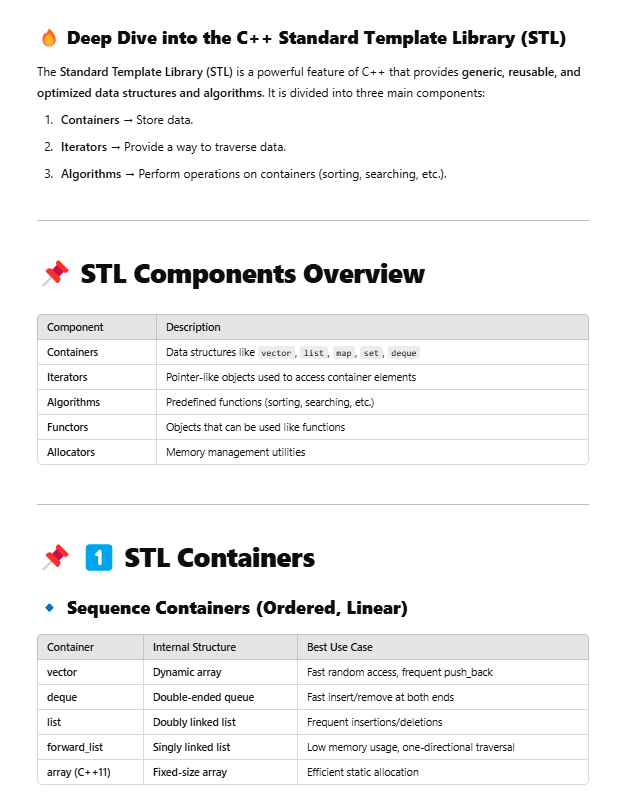 🔥 Deep Dive into the C++ Standard Template Library (STL)
The Standard Template Library (STL) is a powerful feature of C++ that provides generic, reusable, and
optimized data structures and algorithms. It is divided into three main components:
1. Containers → Store data.
2. Iterators → Provide a way to traverse data.
3. Algorithms → Perform operations on containers (sorting, searching, etc.).
📌 STL Components Overview
Component Description
Containers Data structures like vector, list, map, set, deque
Iterators Pointer-like objects used to access container elements
Algorithms Predefined functions (sorting, searching, etc.)
Functors Objects that can be used like functions
Allocators Memory management utilities
📌 1️⃣ STL Containers
🔹 Sequence Containers (Ordered, Linear)
Container Internal Structure Best Use Case
vector Dynamic array Fast random access, frequent push_back
deque Double-ended queue Fast insert/remove at both ends
list Doubly linked list Frequent insertions/deletions
forward_list Singly linked list Low memory usage, one-directional traversal
array (C++11) Fixed-size array Efficient static allocation